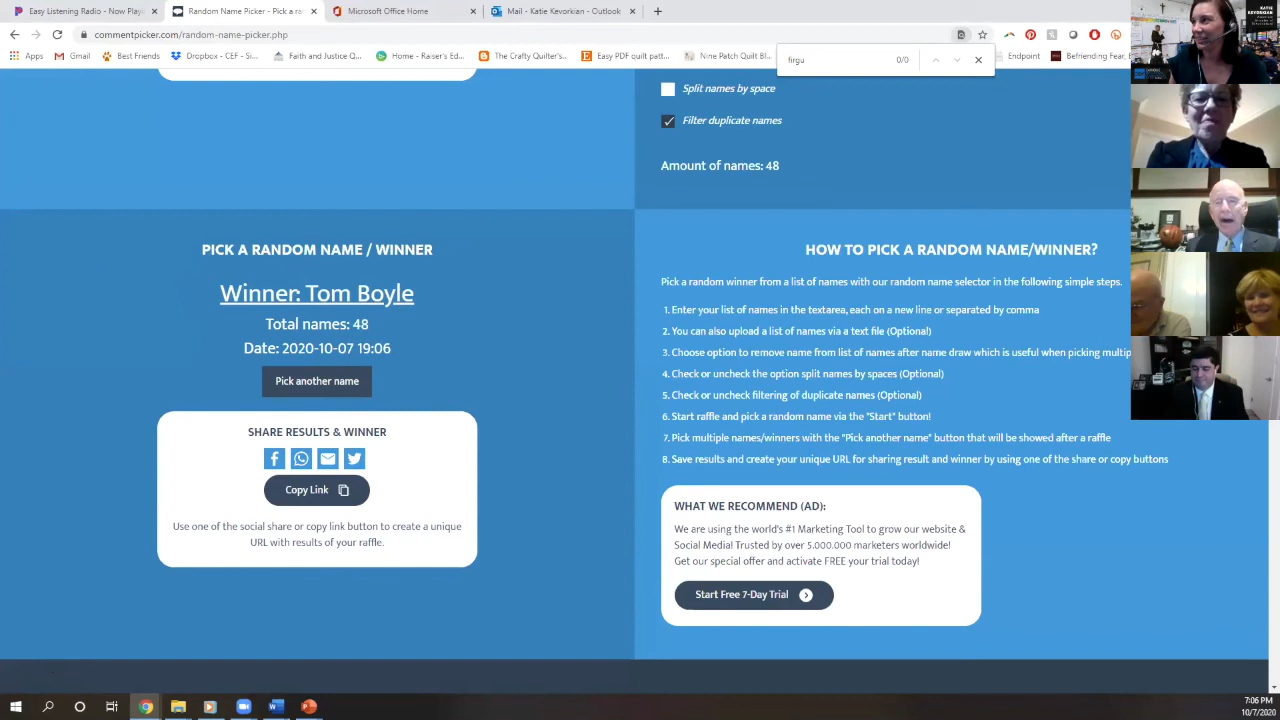 Pandora Listening Radio - Now Playi
Random Name Picker - Pick a r
Microsoft Office Home
Mail - Katie Kevorkian - Outlook
commentpicker.com/random-name-picker.php
Apps
Gmail
Best Friends
Dropbox - CEF - Si...
Faith and Justice C...
Home - Keiser's Ed...
The Crafty Quilter's...
Easy PDF quilt patt...
Nine Patch Quilt Bl...
Endpoint
Befriending Fear,
firgu
0/0
KATIE
KEVORKIAN
Split names by space
Filter duplicate names
Amount of names: 48
PICK A RANDOM NAME / WINNER
Winner: Tom Boyle
Total names: 48
Date: 2020-10-07 19:06
Pick another name
SHARE RESULTS & WINNER
Copy Link
Use one of the social share or copy link button to create a unique
URL with results of your raffle.
HOW TO PICK A RANDOM NAME/WINNER?
Pick a random winner from a list of names with our random name selector in the following simple steps.
1. Enter your list of names in the textarea, each on a new line or separated by comma
2. You can also upload a list of names via a text file (Optional)
3. Choose option to remove name from list of names after name draw which is useful when picking multip
4. Check or uncheck the option split names by spaces (Optional)
5. Check or uncheck filtering of duplicate names (Optional)
6. Start raffle and pick a random name via the "Start" button!
7. Pick multiple names/winners with the "Pick another name" button that will be showed after a raffle
8. Save results and create your unique URL for sharing result and winner by using one of the share or copy buttons
WHAT WE RECOMMEND (AD):
We are using the world's #1 Marketing Tool to grow our website &
Social Media! Trusted by over 5.000.000 marketers worldwide!
Get our special offer and activate FREE your trial today!
Start Free 7-Day Trial
7:06 PM
10/7/2020